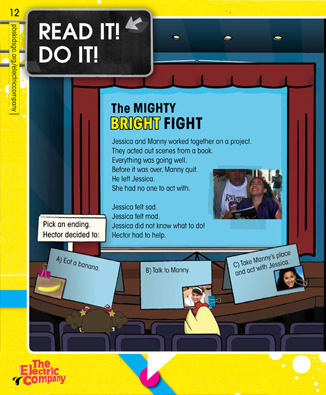 12
READ IT!
DO IT!
pbskidsgo.org/electriccompany
The MIGHTY
BRIGHT FIGHT
Jessica and Manny worked together on a project.
They acted out scenes from a book.
Everything was going well.
Before it was over, Manny quit.
He left Jessica.
She had no one to act with.
Jessica felt sad.
Jessica felt mad.
Jessica did not know what to do!
Hector had to help.
Pick an ending.
Hector decided to:
A) Eat a banana.
B) Talk to Manny.
C) Take Manny's place
and act with Jessica.
The
Electric
Company